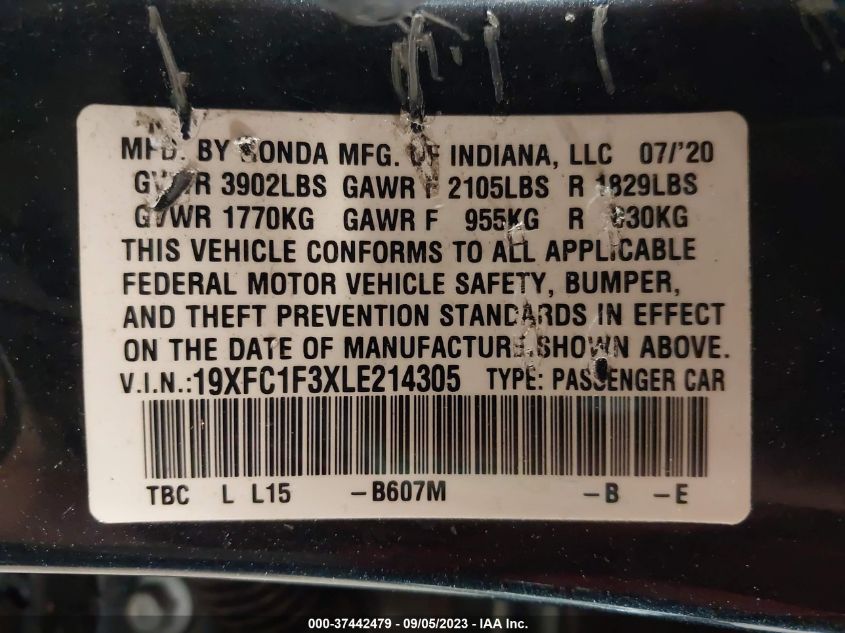 MFD. BY HONDA MFG. OF INDIANA, LLC 07/'20
GVWR 3902LBS GAWR F 2105LBS R 1829LBS
GVWR 1770KG GAWR F 955KG R 830KG
THIS VEHICLE CONFORMS TO ALL APPLICABLE
FEDERAL MOTOR VEHICLE SAFETY, BUMPER,
AND THEFT PREVENTION STANDARDS IN EFFECT
ON THE DATE OF MANUFACTURE SHOWN ABOVE.
V.I.N.:19XFC1F3XLE214305 TYPE: PASSENGER CAR
TBC L L15 -B607M -B -E
000-37442479 - 09/05/2023 - © IAA Inc.